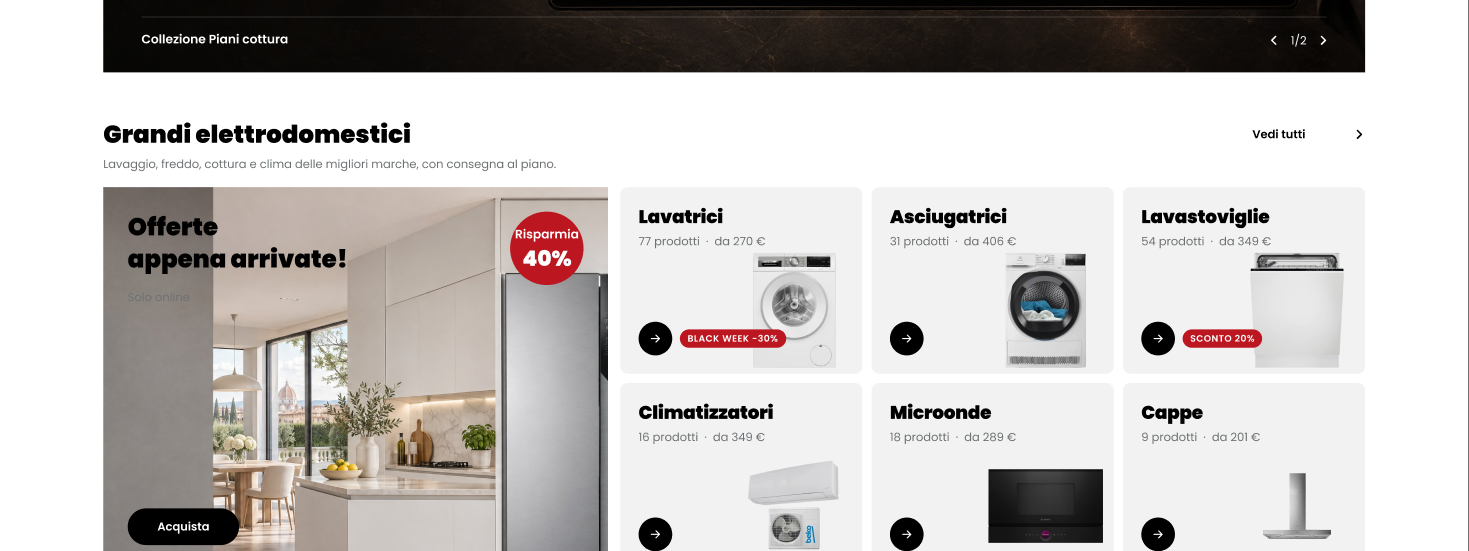 Collezione Piani cottura
1/2
Grandi elettrodomestici
Vedi tutti
Lavaggio, freddo, cottura e clima delle migliori marche, con consegna al piano.
Offerte
appena arrivate!
Solo online
Risparmia
40%
Acquista
Lavatrici
77 prodotti · da 270 €
BLACK WEEK -30%
Asciugatrici
31 prodotti · da 406 €
Lavastoviglie
54 prodotti · da 349 €
SCONTO 20%
Climatizzatori
16 prodotti · da 349 €
beko
Microonde
18 prodotti · da 289 €
Cappe
9 prodotti · da 201 €